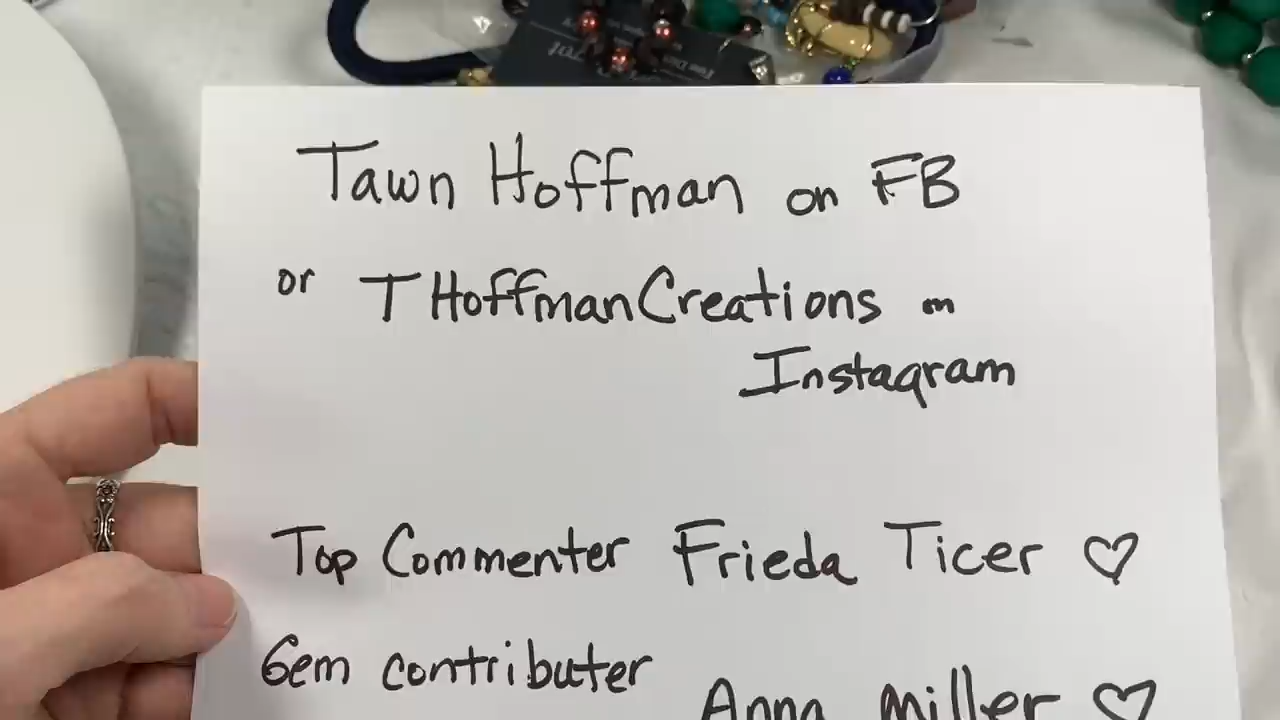 Tawn Hoffman on FB
or THoffmanCreations on
Instagram
Top Commenter Frieda Ticer ♡
Gem contributer
Anna Miller ♡